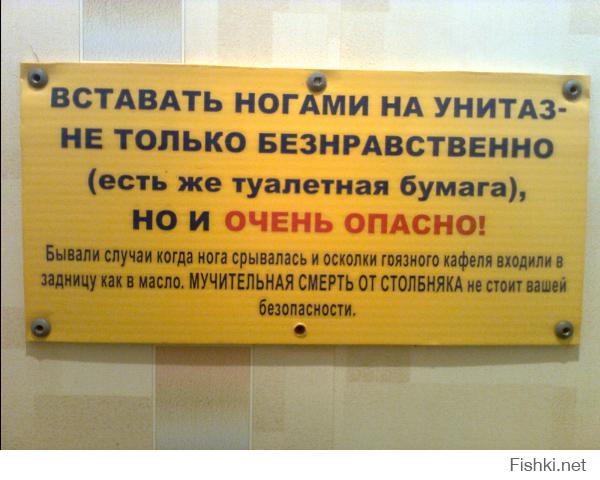 ВСТАВАТЬ НОГАМИ НА УНИТАЗ-
НЕ ТОЛЬКО БЕЗНРАВСТВЕННО
(есть же туалетная бумага),
НО И ОЧЕНЬ ОПАСНО!
Бывали случаи когда нога срывалась и осколки грязного кафеля входили в
задницу как в масло. МУЧИТЕЛЬНАЯ СМЕРТЬ ОТ СТОЛБНЯКА не стоит вашей
безопасности.
Fishki.net